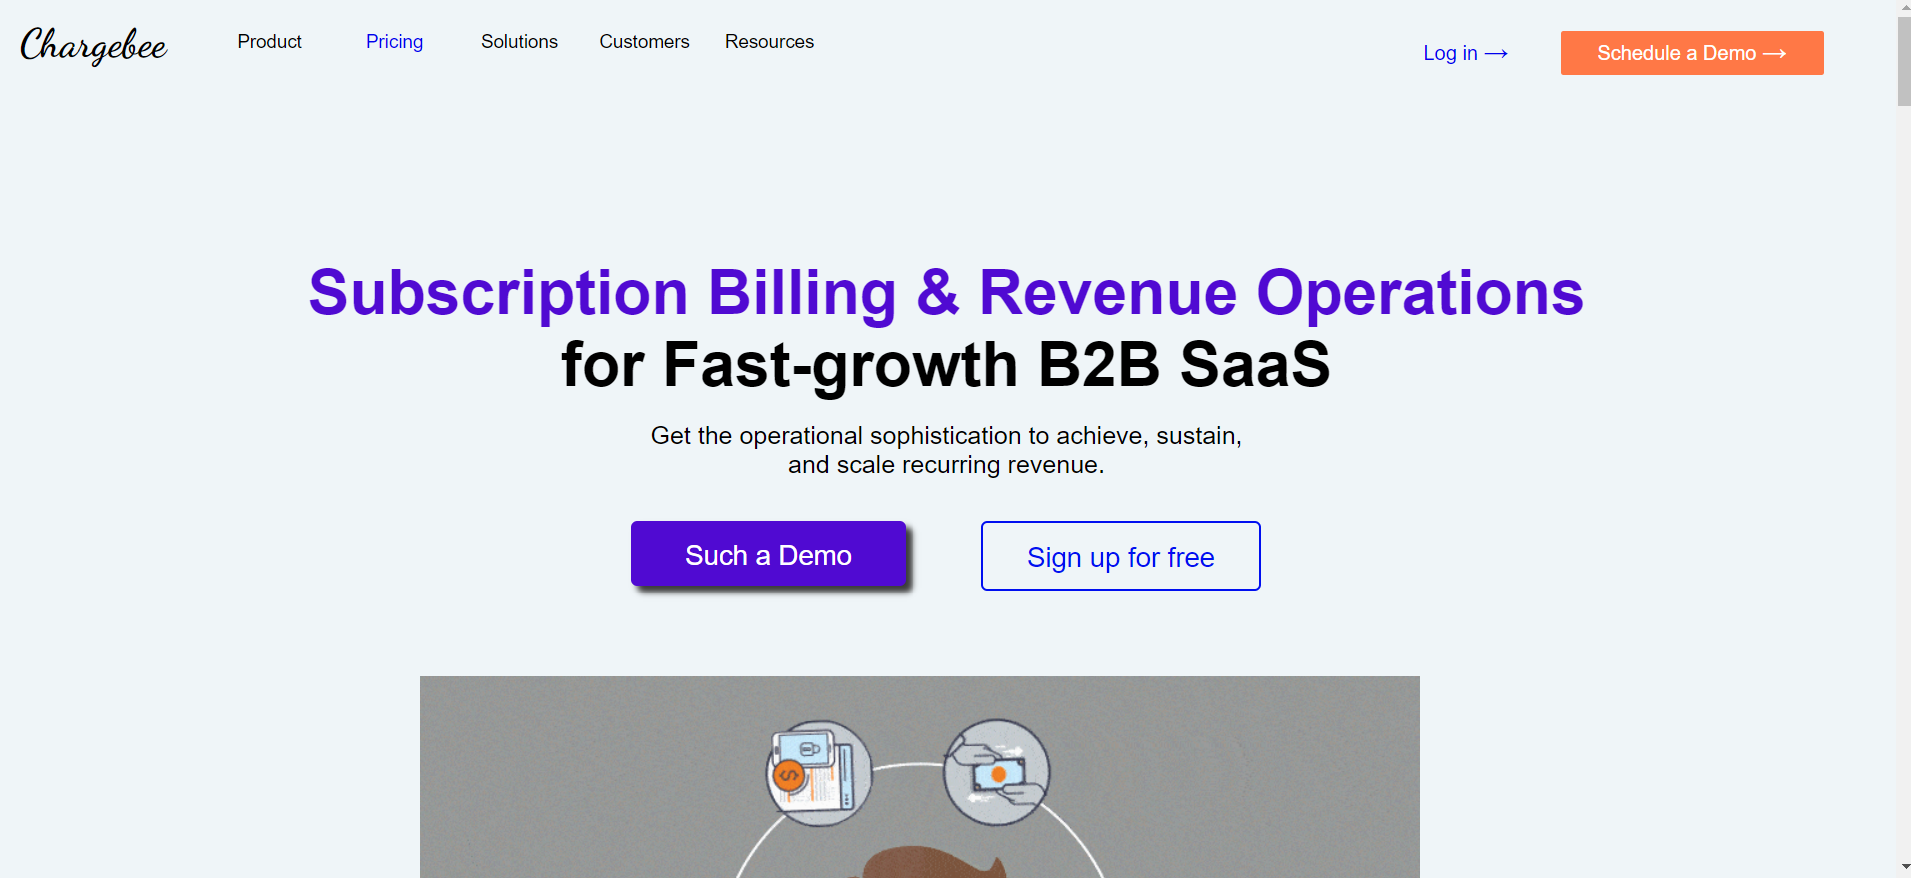 Chargebee
Product
Pricing
Solutions
Customers
Resources
Log in →
Schedule a Demo →
Subscription Billing & Revenue Operations
for Fast-growth B2B SaaS
Get the operational sophistication to achieve, sustain,
and scale recurring revenue.
Such a Demo
Sign up for free
$